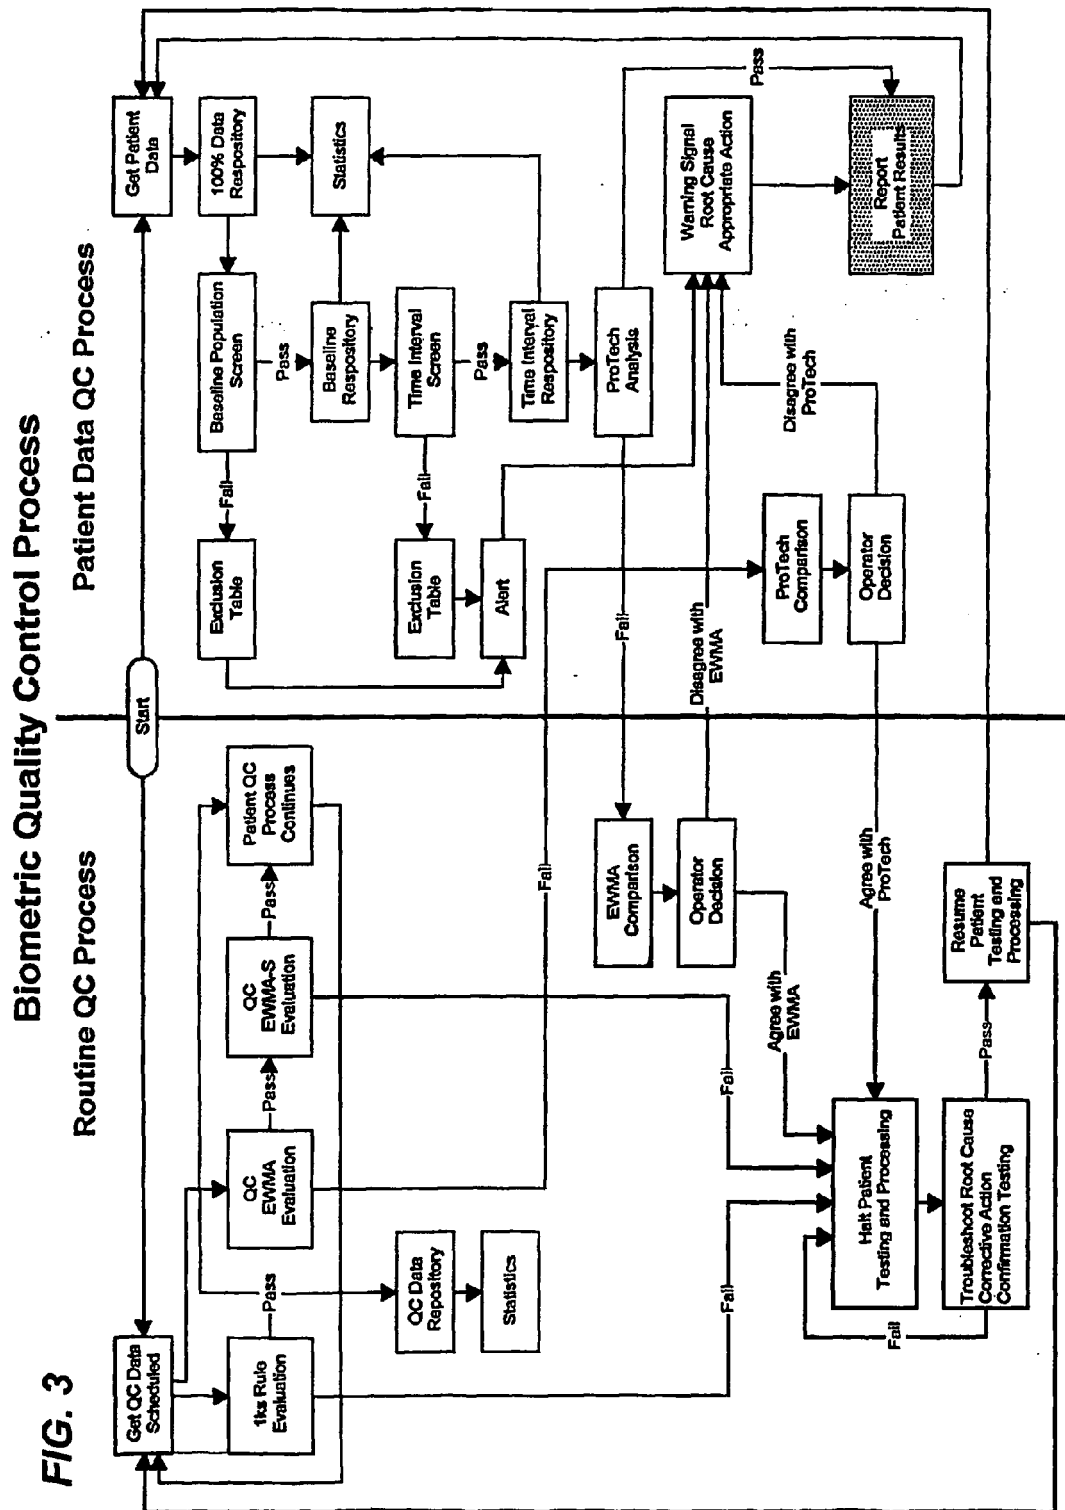 FIG. 3
Biometric Quality Control Process
Routine QC Process
Patient Data QC Process
Start
Get QC Data
Scheduled
1ks Rule
Evaluation
Pass
QC
EWMA
Evaluation
Pass
QC
EWMA-S
Evaluation
Pass
Patient QC
Process
Continues
QC Data
Repository
Statistics
Fail
Fail
Fail
EWMA
Comparison
Operator
Decision
Agree with
EWMA
Disagree with
EWMA
Halt Patient
Testing and Processing
Troubleshoot Root Cause
Corrective Action
Confirmation Testing
Fail
Pass
Resume
Patient
Testing and
Processing
Agree with
ProTech
Get Patient
Data
100% Data
Respository
Statistics
Baseline Population
Screen
Fail
Exclusion
Table
Pass
Baseline
Respository
Time Interval
Screen
Fail
Exclusion
Table
Alert
Pass
Time Interval
Respository
ProTech
Analysis
Fail
Pass
ProTech
Comparison
Operator
Decision
Disagree with
ProTech
Warning Signal
Root Cause
Appropriate Action
Report
Patient Results